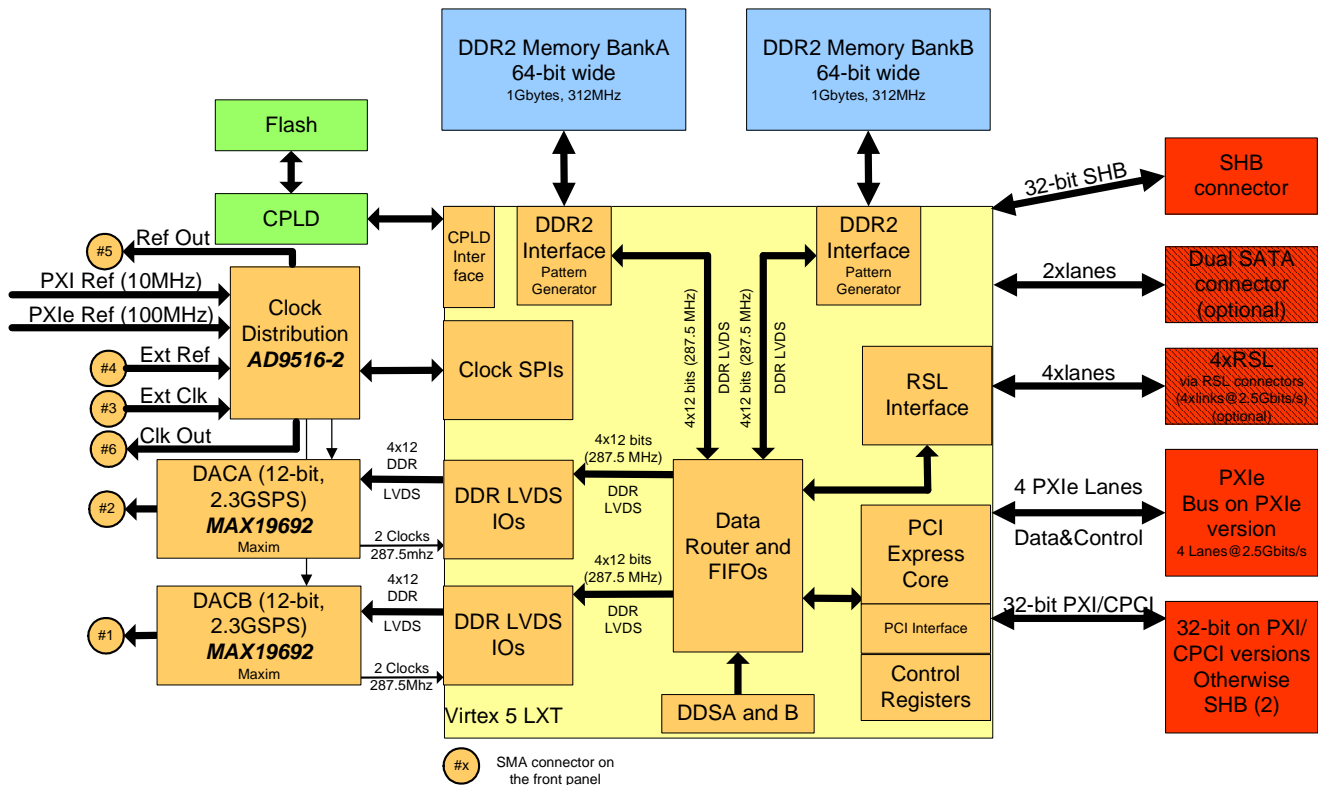 DDR2 Memory BankA
64-bit wide
1Gbytes, 312MHz
DDR2 Memory BankB
64-bit wide
1Gbytes, 312MHz
Flash
CPLD
SHB
connector
32-bit SHB
CPLD
Inter
face
DDR2
Interface
Pattern
Generator
DDR2
Interface
Pattern
Generator
#5
Ref Out
PXI Ref (10MHz)
PXIe Ref (100MHz)
#4
Ext Ref
#3
Ext Clk
#6
Clk Out
Clock
Distribution
AD9516-2
Clock SPIs
4x12 bits (287.5 MHz)
DDR LVDS
4x12 bits (287.5 MHz)
DDR LVDS
2xlanes
Dual SATA
connector
(optional)
RSL
Interface
4xlanes
4xRSL
via RSL connectors
(4xlinks@2.5Gbits/s)
(optional)
DACA (12-bit,
2.3GSPS)
MAX19692
Maxim
#2
4x12
DDR
LVDS
2 Clocks
287.5mhz
DDR LVDS
IOs
4x12 bits
(287.5 MHz)
DDR
LVDS
Data
Router and
FIFOs
PCI
Express
Core
PCI Interface
Control
Registers
4 PXIe Lanes
Data&Control
PXIe
Bus on PXIe
version
4 Lanes@2.5Gbits/s
DACB (12-bit,
2.3GSPS)
MAX19692
Maxim
#1
4x12
DDR
LVDS
2 Clocks
287.5Mhz
DDR LVDS
IOs
4x12 bits
(287.5 MHz)
DDR
LVDS
32-bit PXI/CPCI
32-bit on PXI/
CPCI versions
Otherwise
SHB (2)
DDSA and B
Virtex 5 LXT
#x
SMA connector on
the front panel